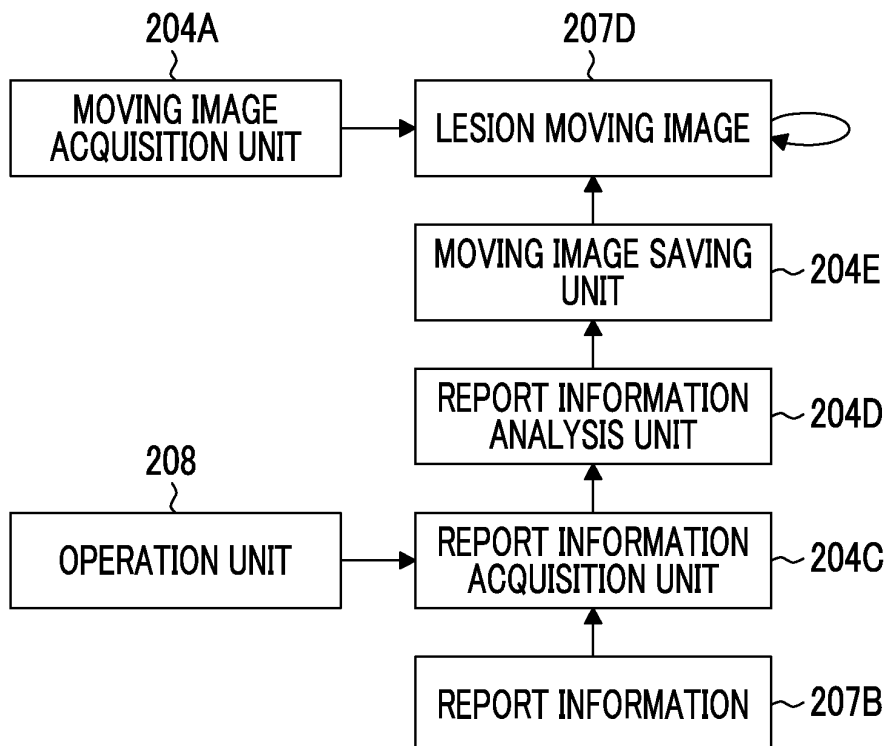 204A
207D
MOVING IMAGE
ACQUISITION UNIT
LESION MOVING IMAGE
MOVING IMAGE SAVING
UNIT
204E
REPORT INFORMATION
ANALYSIS UNIT
204D
208
OPERATION UNIT
REPORT INFORMATION
ACQUISITION UNIT
204C
REPORT INFORMATION
207B